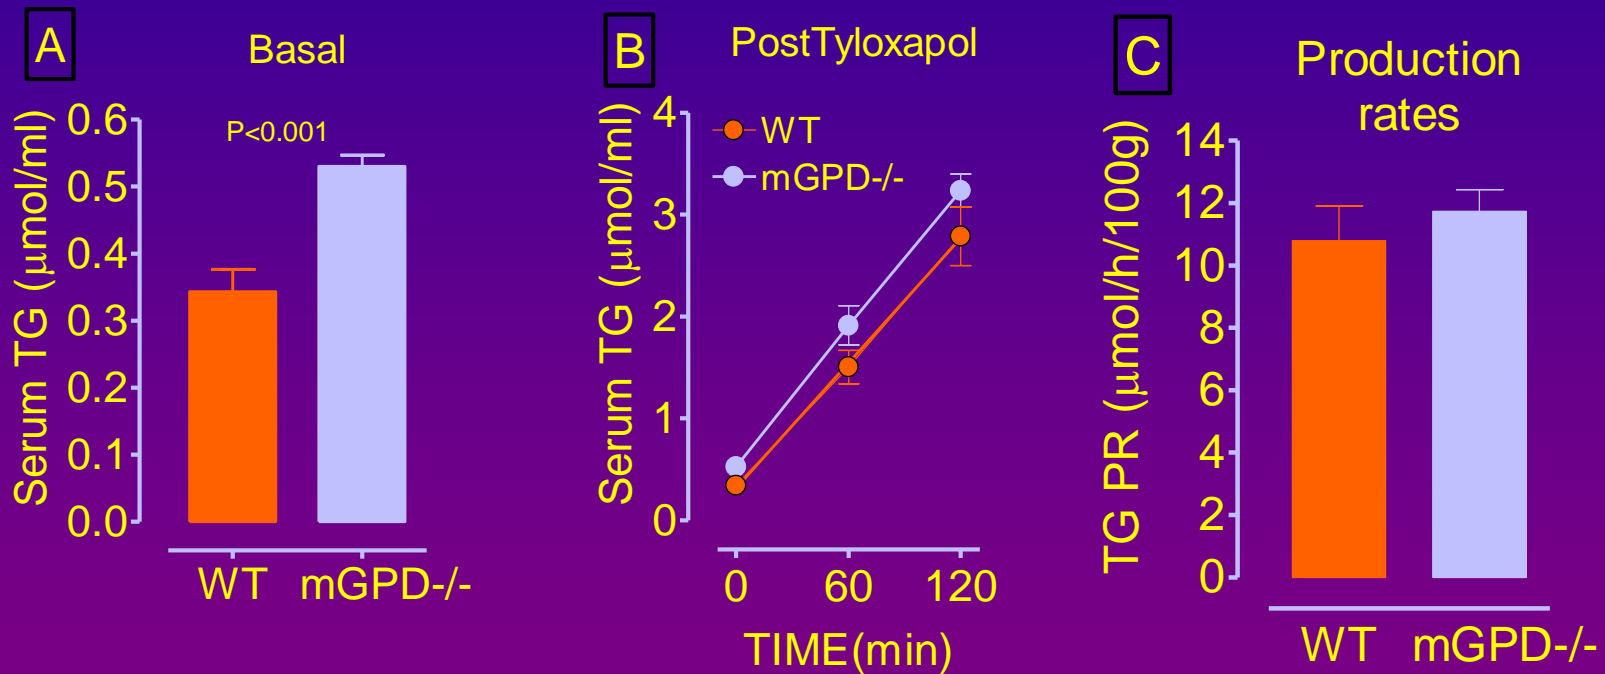 A
Basal
Serum TG (μmol/ml)
0.6
0.5
0.4
0.3
0.2
0.1
0.0
P<0.001
WT mGPD-/-
B
PostTyloxapol
Serum TG (μmol/ml)
4
3
2
1
0
WT
mGPD-/-
0 60 120
TIME(min)
C
Production
rates
TG PR (μmol/h/1000g)
14
12
10
8
6
4
2
0
WT mGPD-/-